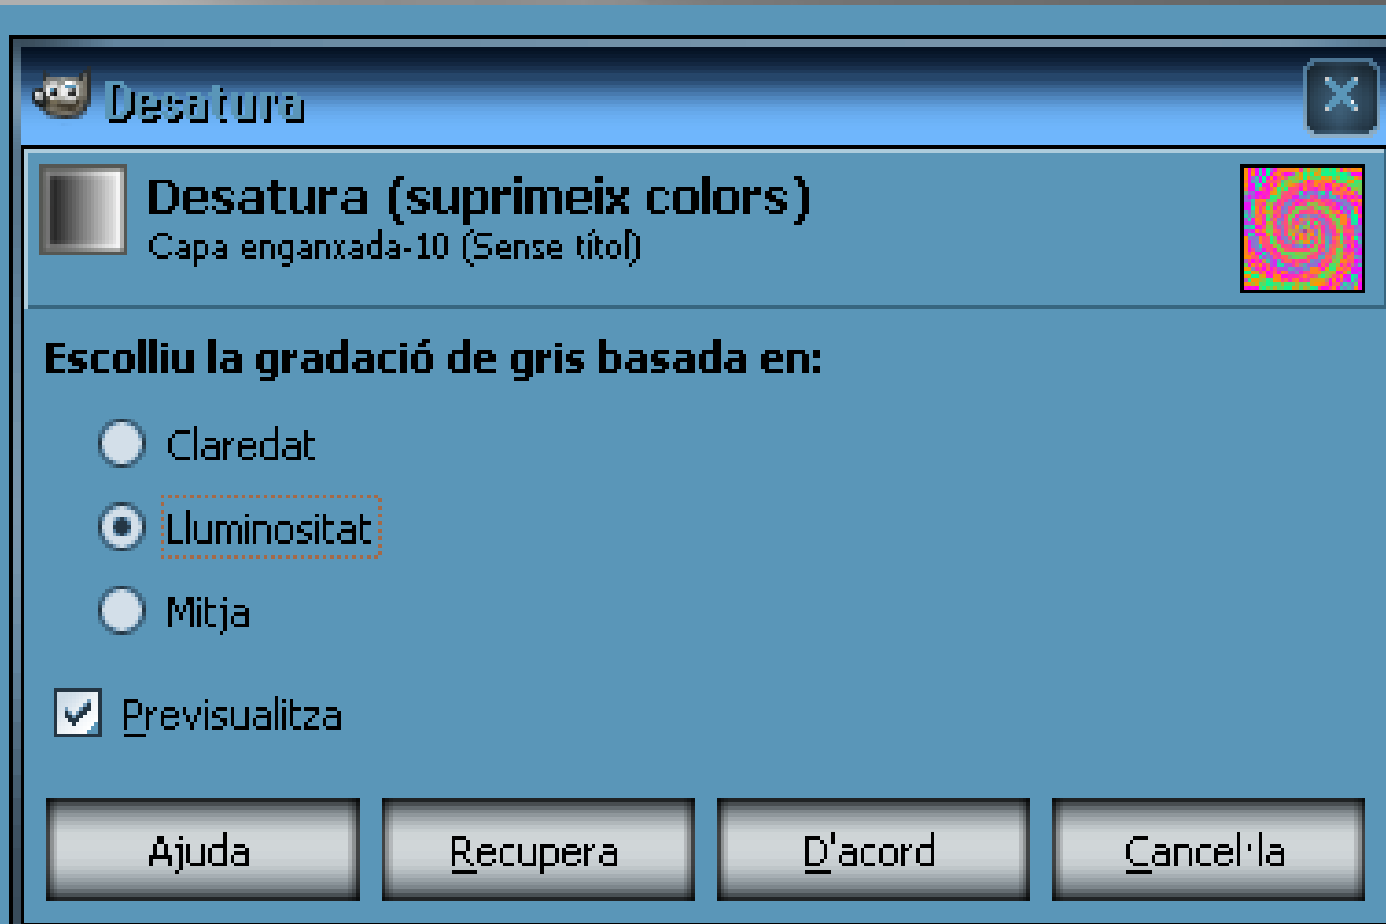 Desatura
Desatura (suprimeix colors)
Capa enganxada-10 (Sense títol)
Escolliu la gradació de gris basada en:
Claredat
Lluminositat
Mitja
Previsualitza
Ajuda Recupera D'acord Cancel·la